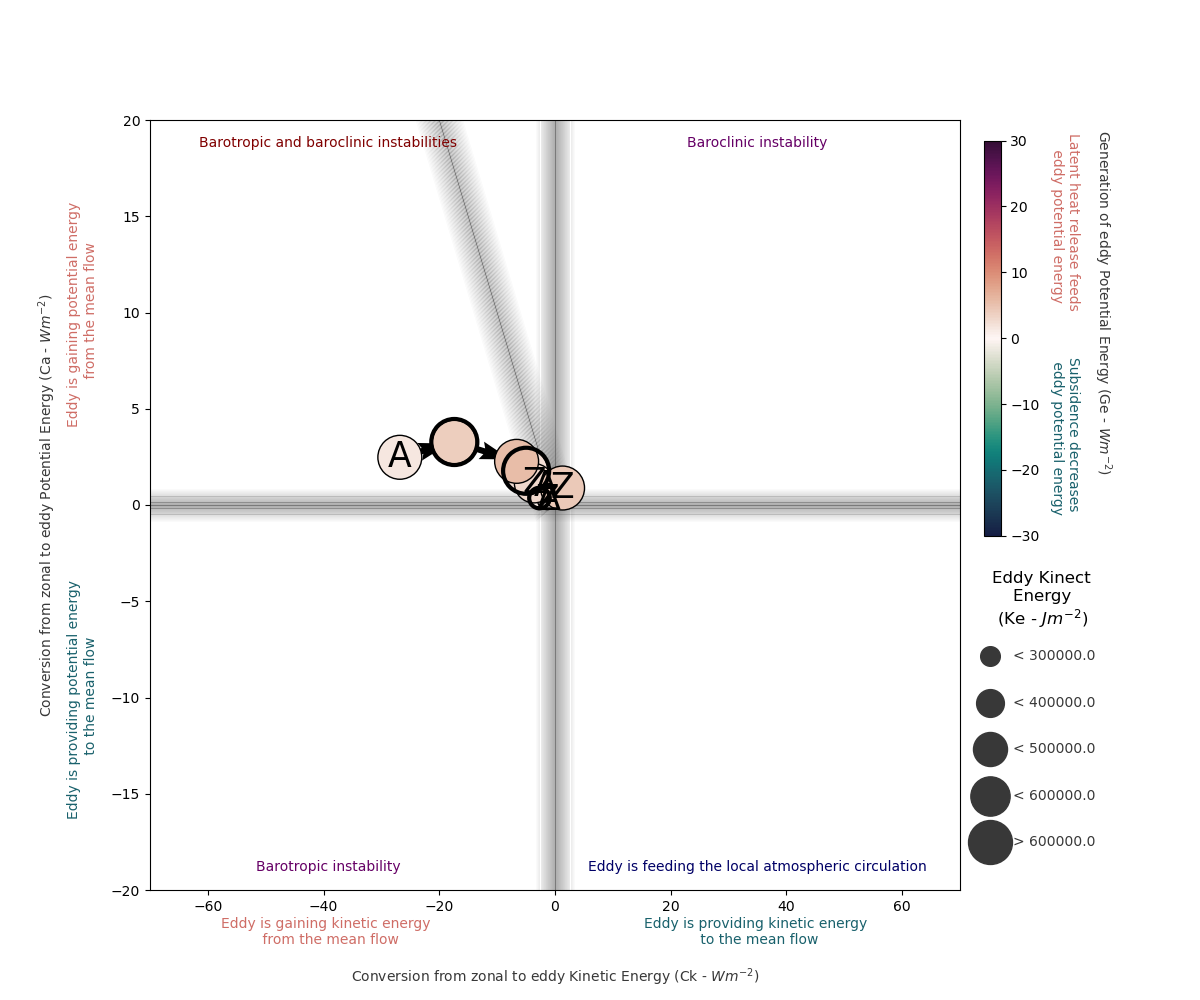 20
15
10
5
0
−5
−10
−15
−20
−60
−40
−20
0
20
40
60
Barotropic and baroclinic instabilities
Baroclinic instability
Barotropic instability
Eddy is feeding the local atmospheric circulation
A
Z
Z
A
Conversion from zonal to eddy Potential Energy (Ca - Wm⁻²)
Eddy is gaining potential energy
from the mean flow
Eddy is providing potential energy
to the mean flow
Eddy is gaining kinetic energy
from the mean flow
Eddy is providing kinetic energy
to the mean flow
Conversion from zonal to eddy Kinetic Energy (Ck - Wm⁻²)
30
20
10
0
−10
−20
−30
Latent heat release feeds
eddy potential energy
Subsidence decreases
eddy potential energy
Generation of eddy Potential Energy (Ge - Wm⁻²)
Eddy Kinect
Energy
(Ke - Jm⁻²)
< 300000.0
< 400000.0
< 500000.0
< 600000.0
> 600000.0